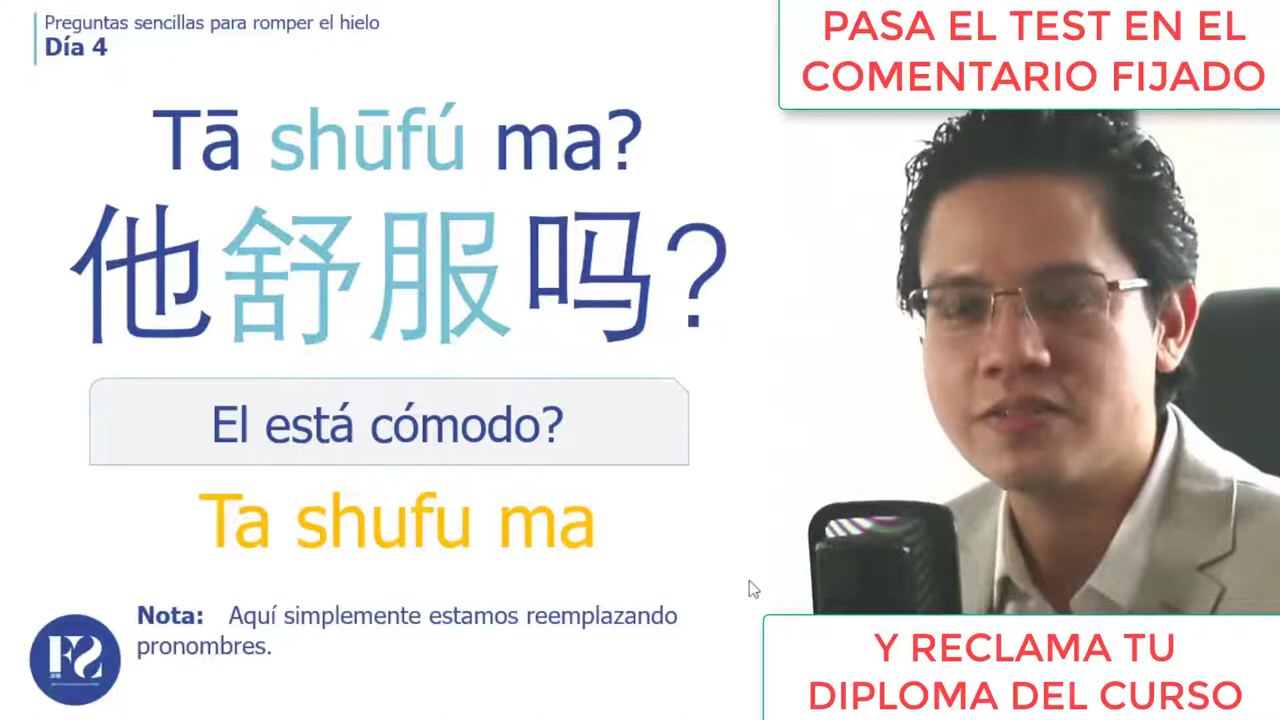 Preguntas sencillas para romper el hielo
Día 4
Tā shūfú ma?
他舒服吗?
El está cómodo?
Ta shufu ma
Nota: Aquí simplemente estamos reemplazando
pronombres.
PASA EL TEST EN EL
COMENTARIO FIJADO
Y RECLAMA TU
DIPLOMA DEL CURSO